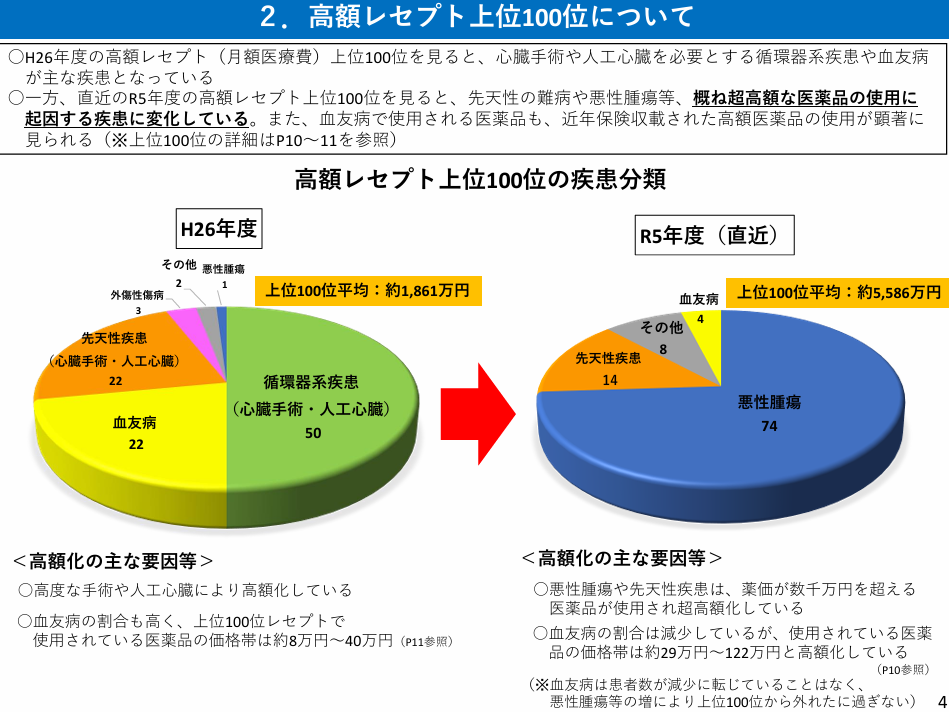 ２．高額レセプト上位100位について
○H26年度の高額レセプト（月額医療費）上位100位を見ると、心臓手術や人工心臓を必要とする循環器系疾患や血友病
が主な疾患となっている
○一方、直近のR5年度の高額レセプト上位100位を見ると、先天性の難病や悪性腫瘍等、概ね超高額な医薬品の使用に
起因する疾患に変化している。また、血友病で使用される医薬品も、近年保険収載された高額医薬品の使用が顕著に
見られる（※上位100位の詳細はP10～11を参照）
高額レセプト上位100位の疾患分類
H26年度
上位100位平均：約1,861万円
その他
2
悪性腫瘍
1
外傷性傷病
3
先天性疾患
（心臓手術・人工心臓）
22
血友病
22
循環器系疾患
（心臓手術・人工心臓）
50
R5年度（直近）
上位100位平均：約5,586万円
血友病
4
その他
8
先天性疾患
14
悪性腫瘍
74
＜高額化の主な要因等＞
○高度な手術や人工心臓により高額化している
○血友病の割合も高く、上位100位レセプトで
使用されている医薬品の価格帯は約8万円～40万円（P11参照）
＜高額化の主な要因等＞
○悪性腫瘍や先天性疾患は、薬価が数千万円を超える
医薬品が使用され超高額化している
○血友病の割合は減少しているが、使用されている医薬
品の価格帯は約29万円～122万円と高額化している
（P10参照）
（※血友病は患者数が減少に転じていることはなく、
悪性腫瘍等の増により上位100位から外れたに過ぎない）
4